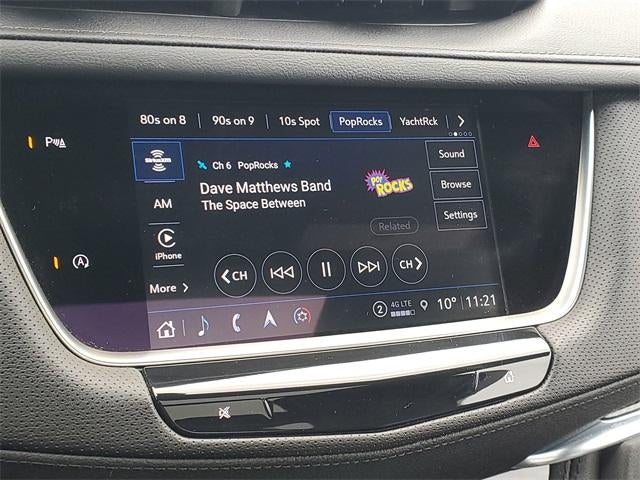 80s on 8 90s on 9 10s Spot PopRocks YachtRck
P
SiriusXM
Ch 6 PopRocks
Sound
Dave Matthews Band
POP ROCKS
Browse
The Space Between
AM
Related
Settings
A
iPhone
CH CH
More
2 4G LTE 10° 11:21